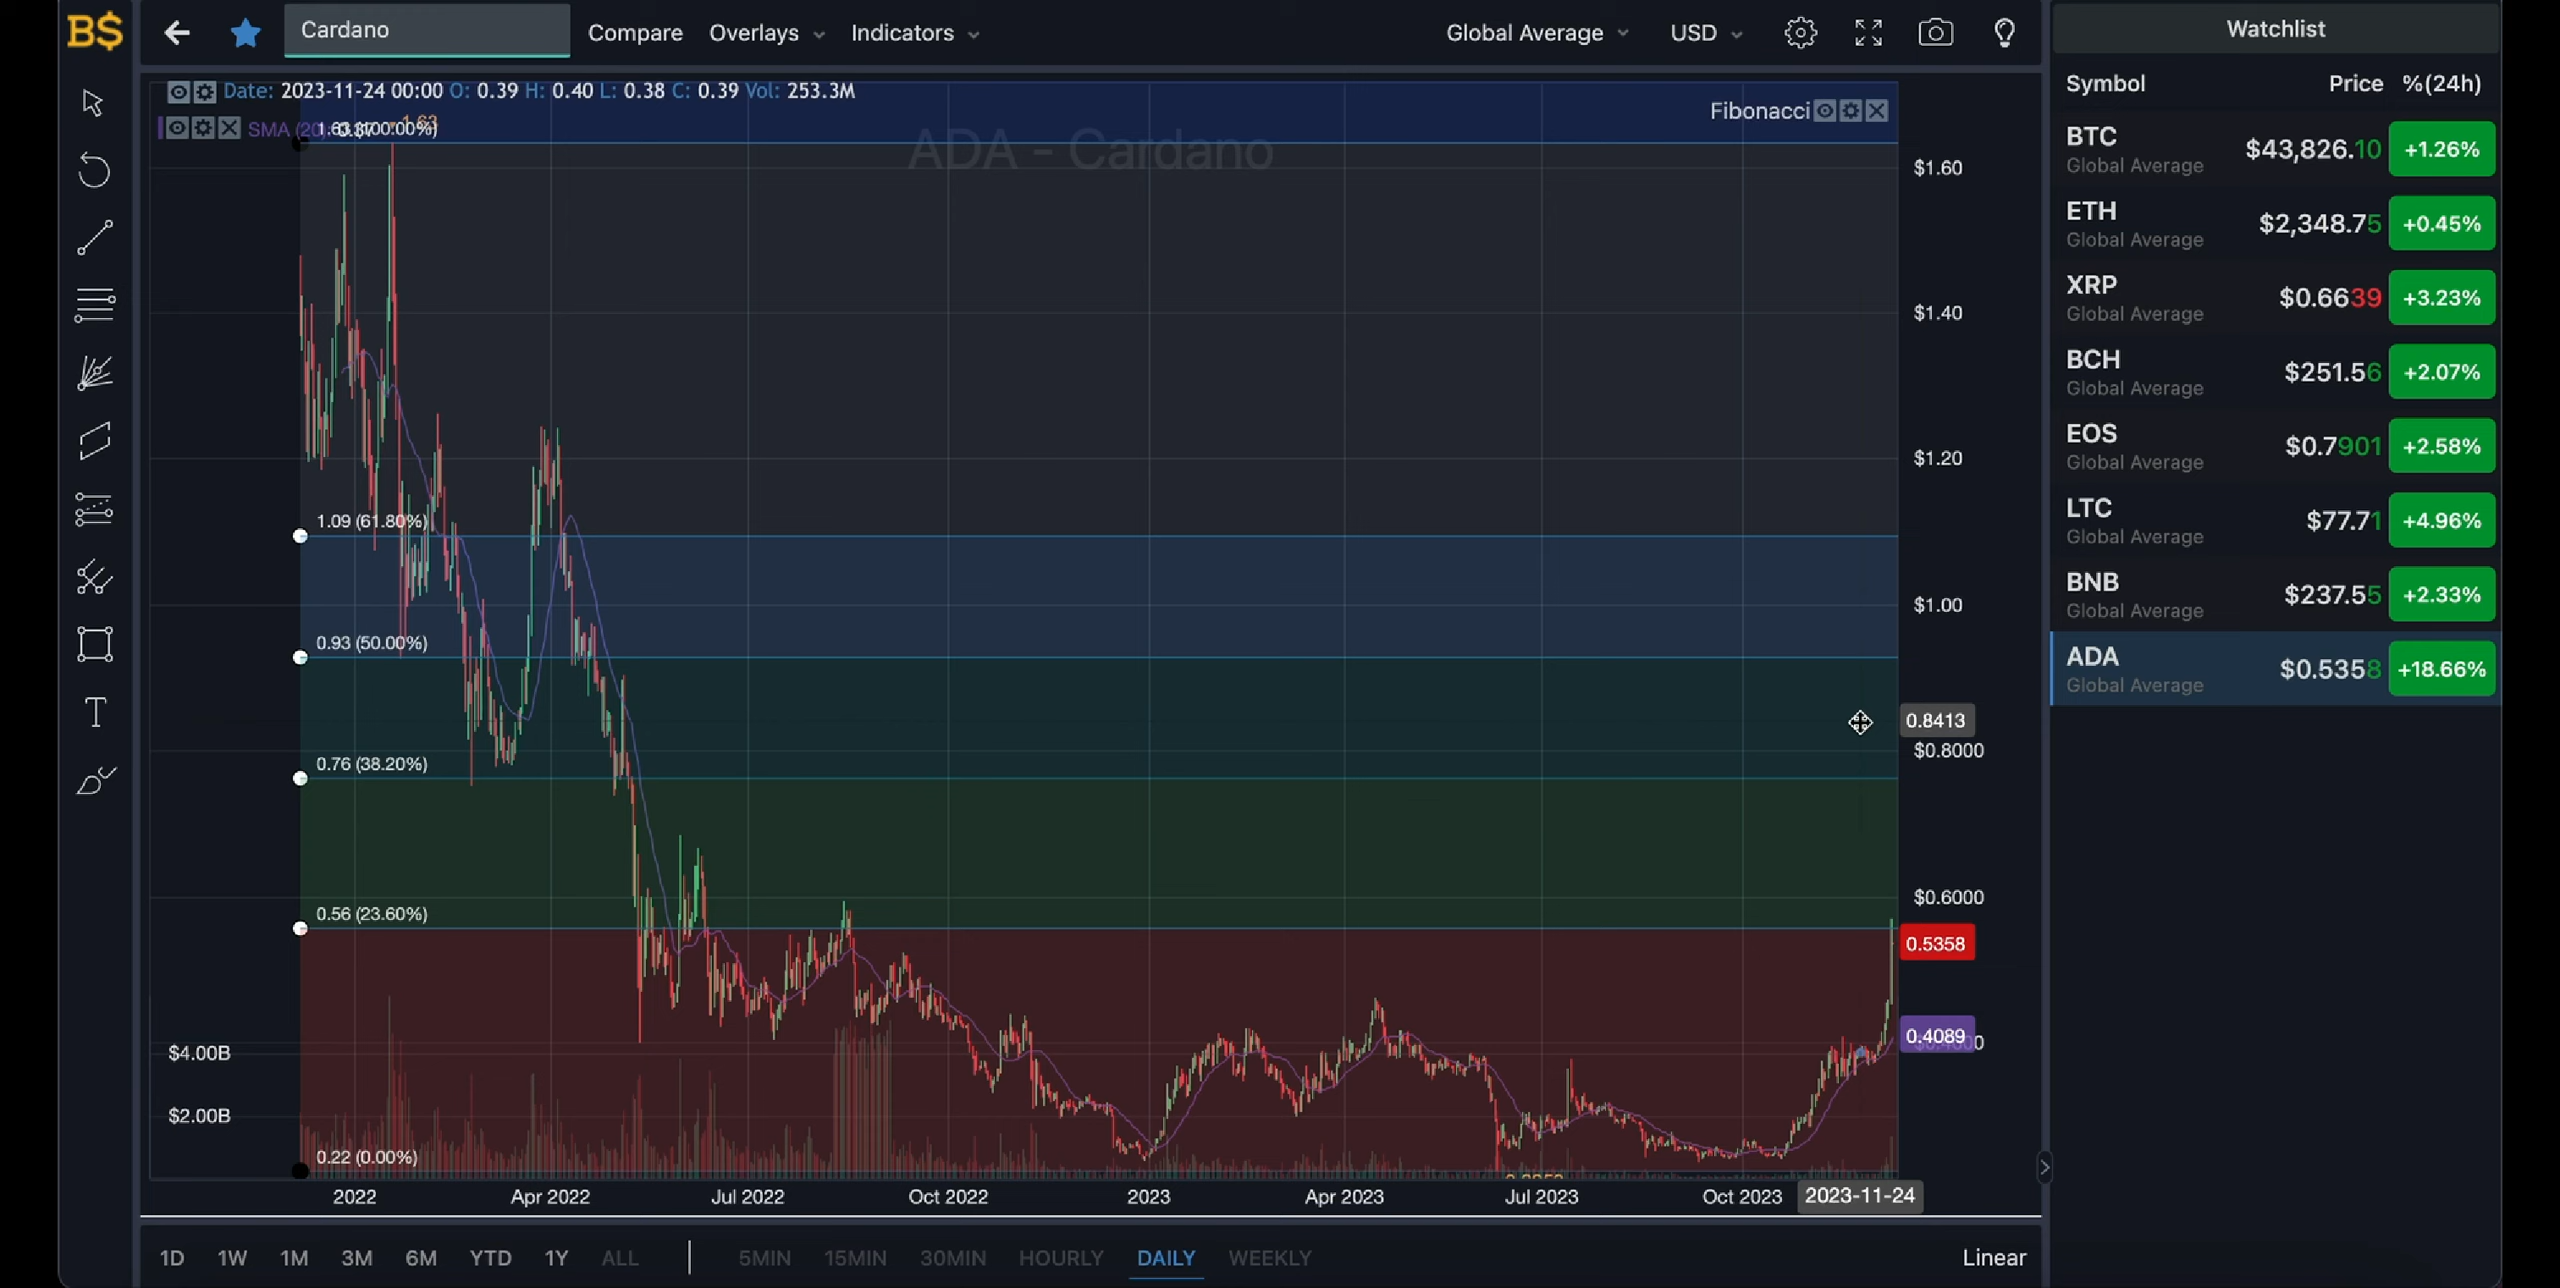 B$
Cardano
Compare
Overlays
Indicators
Global Average
USD
Date: 2023-11-24 00:00 O: 0.39 H: 0.40 L: 0.38 C: 0.39 Vol: 253.3M
SMA (20)
1.63 (100.00%)
1.63
Fibonacci
ADA - Cardano
$1.60
$1.40
$1.20
1.09 (61.80%)
$1.00
0.93 (50.00%)
0.8413
$0.8000
0.76 (38.20%)
0.56 (23.60%)
$0.6000
0.5358
0.4089
$4.00B
$2.00B
0.22 (0.00%)
2022
Apr 2022
Jul 2022
Oct 2022
2023
Apr 2023
Jul 2023
Oct 2023
2023-11-24
1D
1W
1M
3M
6M
YTD
1Y
ALL
5MIN
15MIN
30MIN
HOURLY
DAILY
WEEKLY
Linear
Watchlist
Symbol Price %(24h)
BTC $43,826.10 +1.26%
Global Average
ETH $2,348.75 +0.45%
Global Average
XRP $0.6639 +3.23%
Global Average
BCH $251.56 +2.07%
Global Average
EOS $0.7901 +2.58%
Global Average
LTC $77.71 +4.96%
Global Average
BNB $237.55 +2.33%
Global Average
ADA $0.5358 +18.66%
Global Average